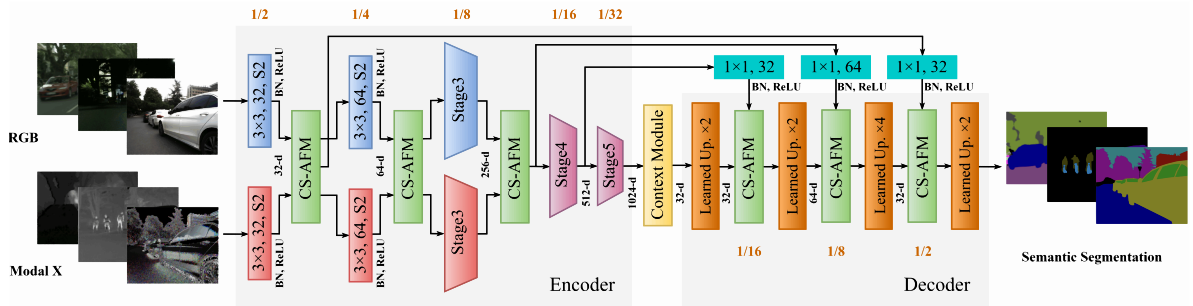 1/2
1/4
1/8
1/16
1/32
RGB
Modal X
3×3, 32, S2
BN, ReLU
3×3, 32, S2
BN, ReLU
32-d
CS-AFM
3×3, 64, S2
BN, ReLU
3×3, 64, S2
BN, ReLU
64-d
CS-AFM
Stage3
Stage3
256-d
CS-AFM
Stage4
512-d
Stage5
1024-d
Encoder
Context Module
32-d
1×1, 32
BN, ReLU
1×1, 64
BN, ReLU
1×1, 32
BN, ReLU
Learned Up. ×2
32-d
CS-AFM
1/16
Learned Up. ×2
64-d
CS-AFM
1/8
Learned Up. ×4
32-d
CS-AFM
1/2
Learned Up. ×2
Decoder
Semantic Segmentation